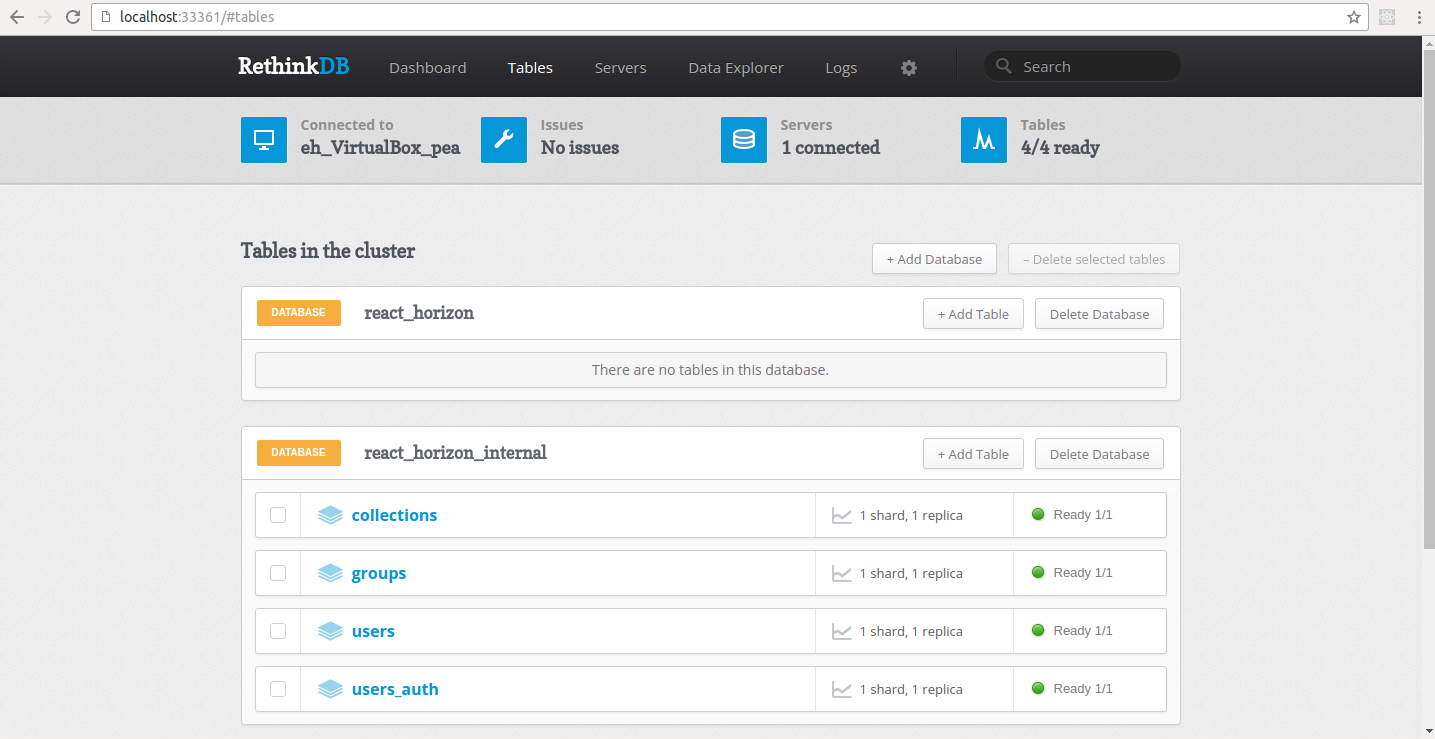 localhost:33361/#tables
RethinkDB Dashboard Tables Servers Data Explorer Logs Search
Connected to Issues Servers Tables
eh_VirtualBox_pea No issues 1 connected 4/4 ready
Tables in the cluster + Add Database – Delete selected tables
DATABASE react_horizon + Add Table Delete Database
There are no tables in this database.
DATABASE react_horizon_internal + Add Table Delete Database
collections 1 shard, 1 replica Ready 1/1
groups 1 shard, 1 replica Ready 1/1
users 1 shard, 1 replica Ready 1/1
users_auth 1 shard, 1 replica Ready 1/1